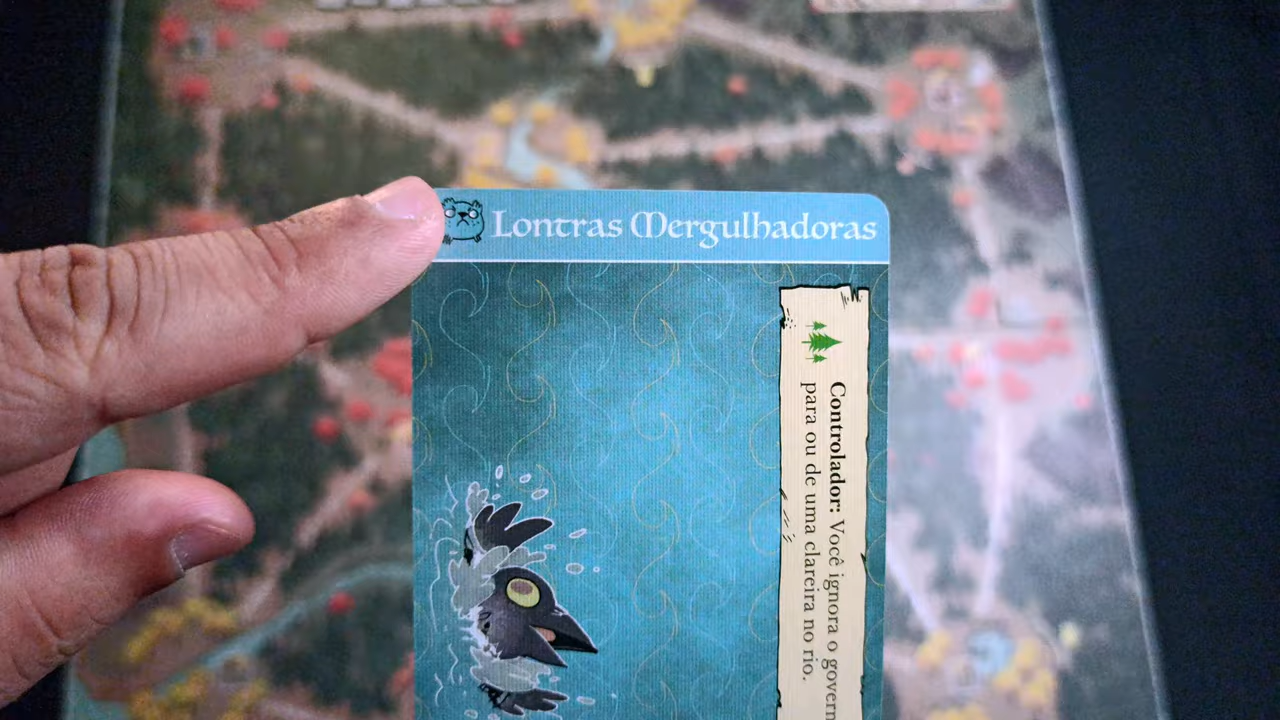 Lontras Mergulhadoras
Controlador: Você ignora o govern
para ou de uma clareira no rio.